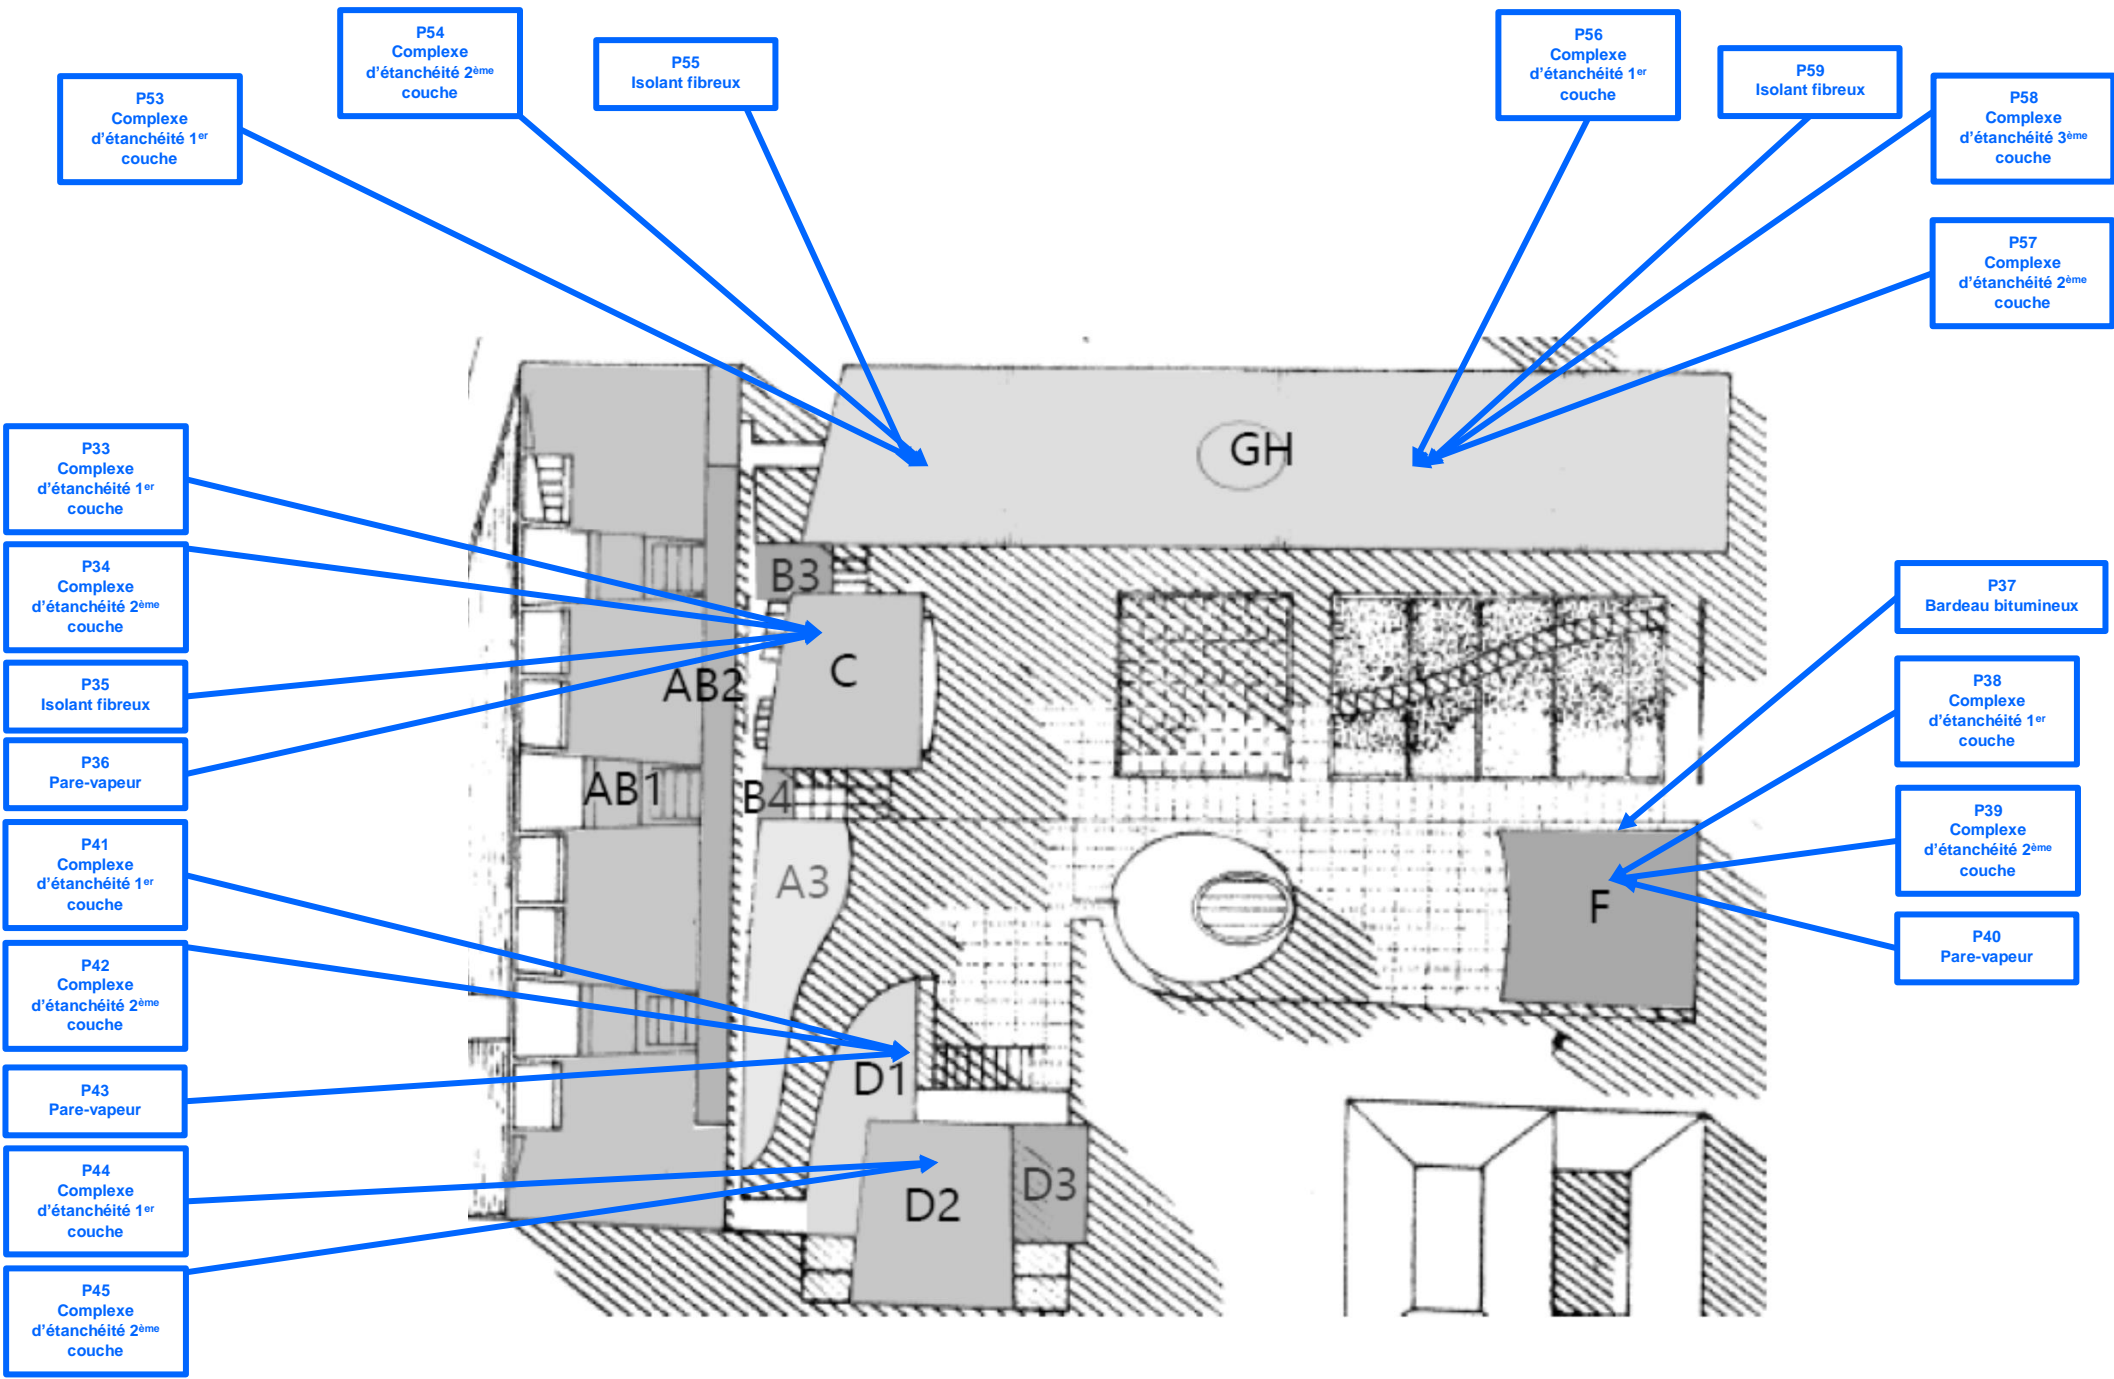 P54
Complexe
d'étanchéité 2ème
couche
P55
Isolant fibreux
P56
Complexe
d'étanchéité 1er
couche
P59
Isolant fibreux
P53
Complexe
d'étanchéité 1er
couche
P58
Complexe
d'étanchéité 3ème
couche
P57
Complexe
d'étanchéité 2ème
couche
P33
Complexe
d'étanchéité 1er
couche
P34
Complexe
d'étanchéité 2ème
couche
P35
Isolant fibreux
P36
Pare-vapeur
P41
Complexe
d'étanchéité 1er
couche
P42
Complexe
d'étanchéité 2ème
couche
P43
Pare-vapeur
P44
Complexe
d'étanchéité 1er
couche
P45
Complexe
d'étanchéité 2ème
couche
GH
B3
C
AB2
AB1
B4
A3
F
D1
D2
D3
P37
Bardeau bitumineux
P38
Complexe
d'étanchéité 1er
couche
P39
Complexe
d'étanchéité 2ème
couche
P40
Pare-vapeur